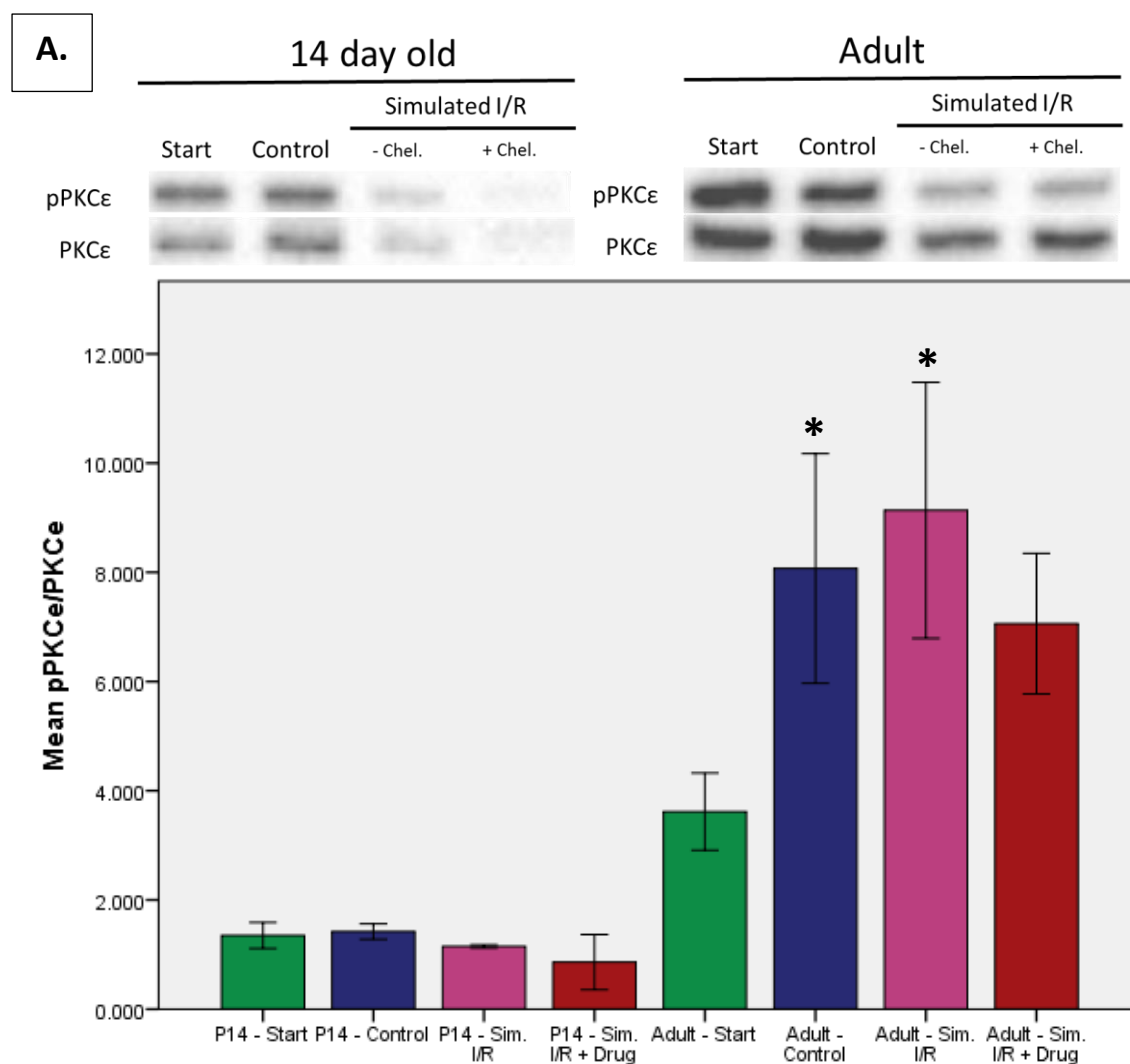 A.
14 day old
Adult
Simulated I/R
Simulated I/R
Start
Control
- Chel.
+ Chel.
Start
Control
- Chel.
+ Chel.
pPKCε
pPKCε
PKCε
PKCε
12.000
10.000
8.000
6.000
4.000
2.000
0.000
Mean pPKCe/PKCe
*
*
P14 - Start
P14 - Control
P14 - Sim.
I/R
P14 - Sim.
I/R + Drug
Adult - Start
Adult -
Control
Adult - Sim.
I/R
Adult - Sim.
I/R + Drug